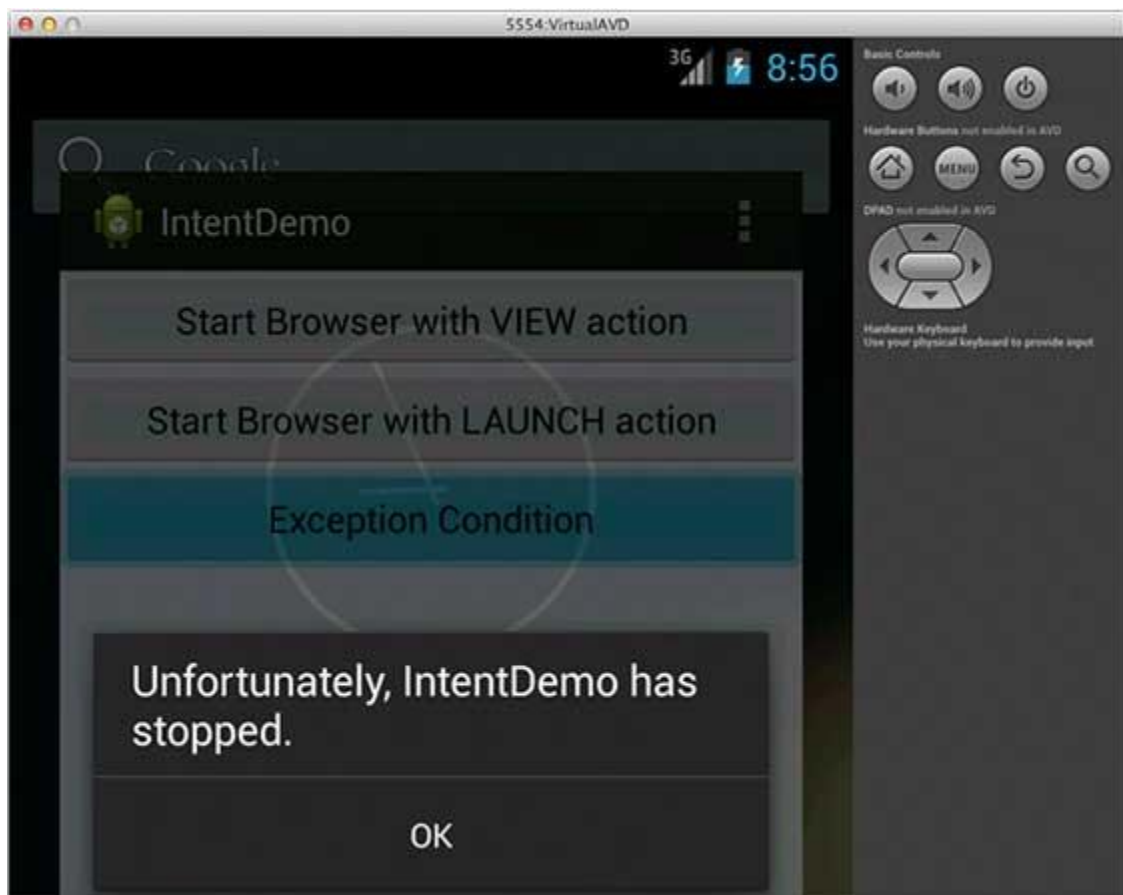 5554:VirtualAVD
3G
8:56
Google
IntentDemo
Start Browser with VIEW action
Start Browser with LAUNCH action
Exception Condition
Unfortunately, IntentDemo has
stopped.
OK
Basic Controls
Hardware Buttons not enabled in AVD
MENU
DPAD not enabled in AVD
Hardware Keyboard
Use your physical keyboard to provide input